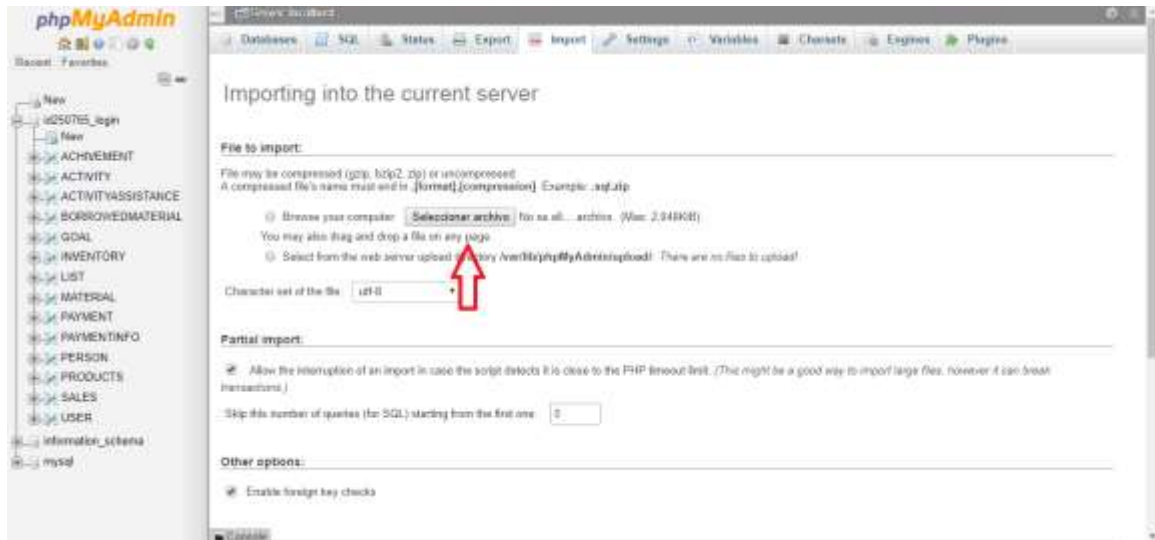 phpMyAdmin
Recent Favorites
New
id250765_login
New
ACHIVEMENT
ACTIVITY
ACTIVITYASSISTANCE
BORROWEDMATERIAL
GOAL
INVENTORY
LIST
MATERIAL
PAYMENT
PAYMENTINFO
PERSON
PRODUCTS
SALES
USER
information_schema
mysql
Databases SQL Status Export Import Settings Variables Charsets Engines Plugins
Importing into the current server
File to import:
File may be compressed (gzip, bzip2, zip) or uncompressed.
A compressed file's name must end in .[format].[compression]. Example: .sql.zip
Browse your computer: Seleccionar archivo No se ... archivo. (Max: 2,048KiB)
You may also drag and drop a file on any page.
Select from the web server upload directory /var/lib/phpMyAdmin/upload/: There are no files to upload!
Character set of the file: utf-8
Partial import:
Allow the interruption of an import in case the script detects it is close to the PHP timeout limit. (This might be a good way to import large files, however it can break
transactions.)
Skip this number of queries (for SQL) starting from the first one: 0
Other options:
Enable foreign key checks
Console